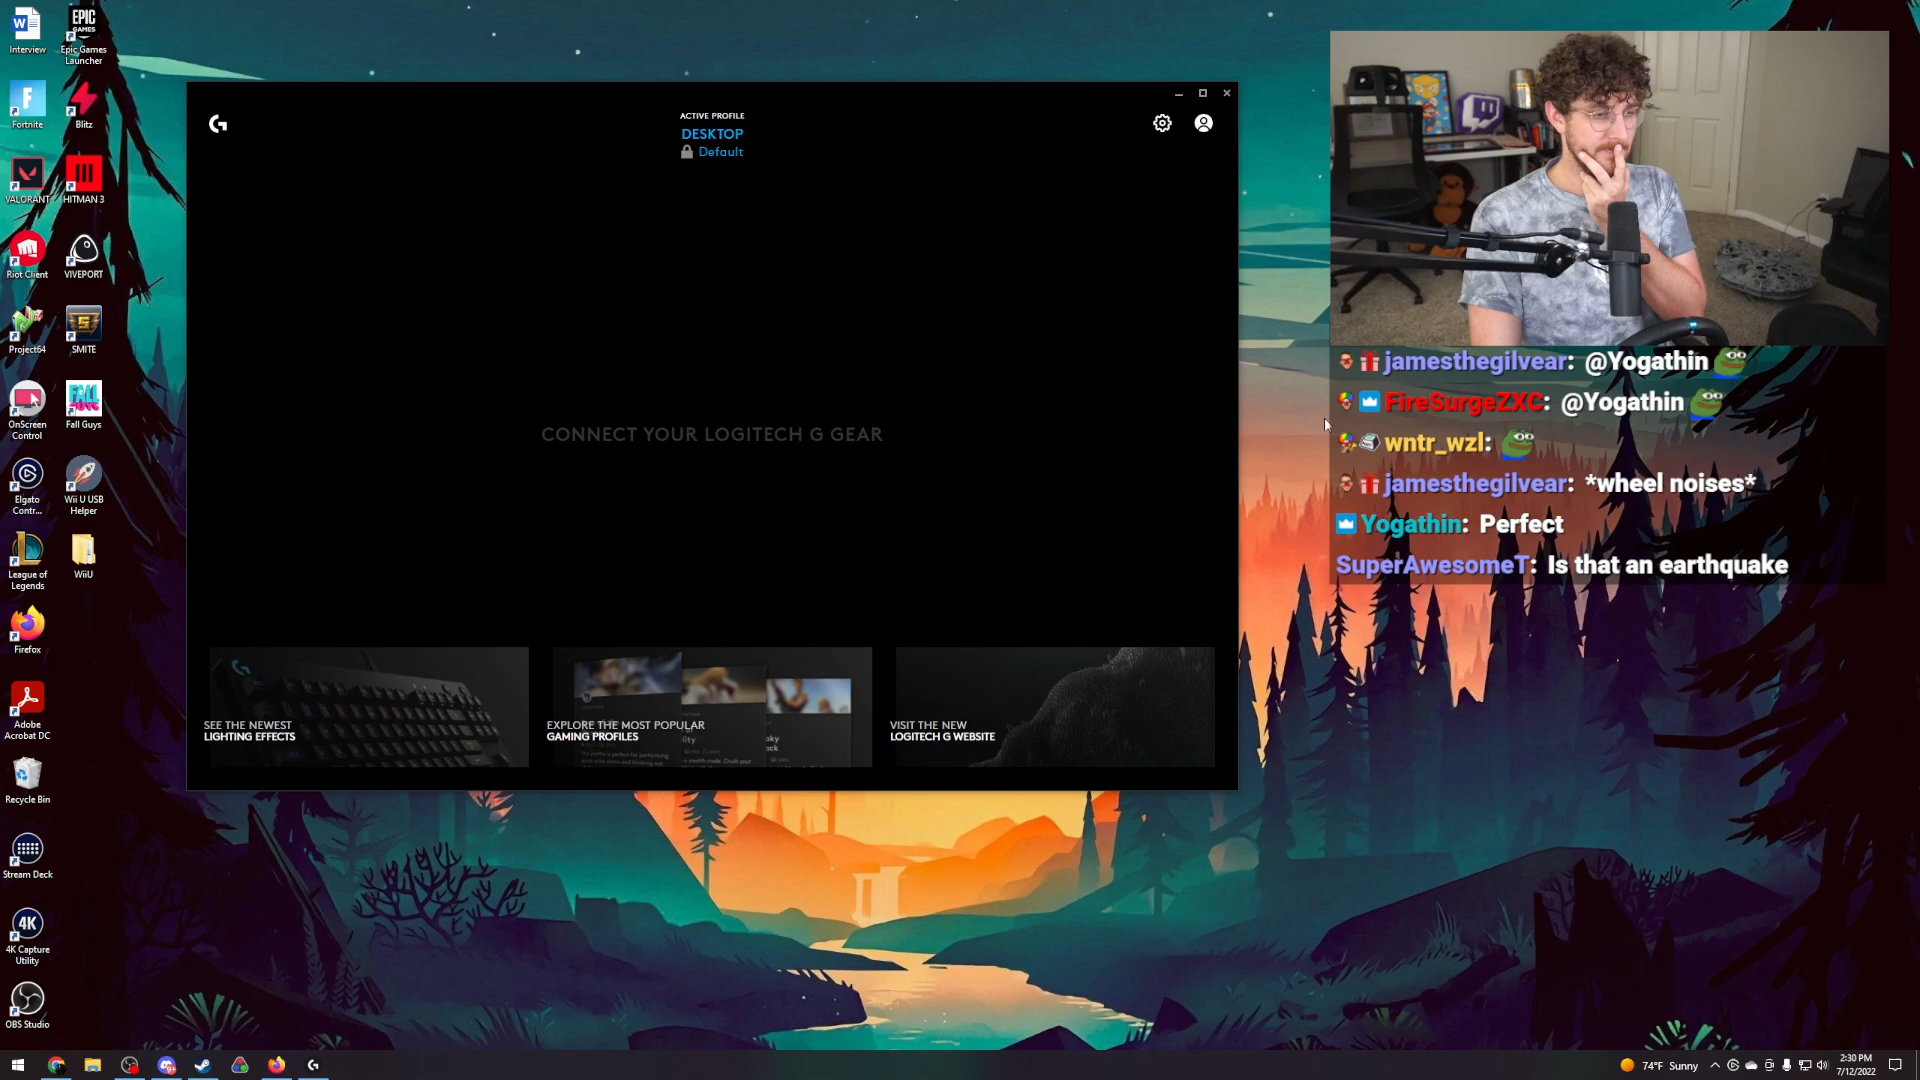 Interview
EPIC
GAMES
Epic Games
Launcher
Fortnite
Blitz
VALORANT
HITMAN 3
Riot Client
VIVEPORT
Project64
SMITE
OnScreen
Control
FALL
Fall Guys
Elgato
Contr...
Wii U USB
Helper
League of
Legends
WiiU
Firefox
Adobe
Acrobat DC
Recycle Bin
Stream Deck
4K
4K Capture
Utility
OBS Studio
ACTIVE PROFILE
DESKTOP
Default
CONNECT YOUR LOGITECH G GEAR
SEE THE NEWEST
LIGHTING EFFECTS
EXPLORE THE MOST POPULAR
GAMING PROFILES
VISIT THE NEW
LOGITECH G WEBSITE
jamesthegilvear: @Yogathin
FireSurgeZXC: @Yogathin
wntr_wzl:
jamesthegilvear: *wheel noises*
Yogathin: Perfect
SuperAwesomeT: Is that an earthquake
74°F Sunny
2:30 PM
7/12/2022